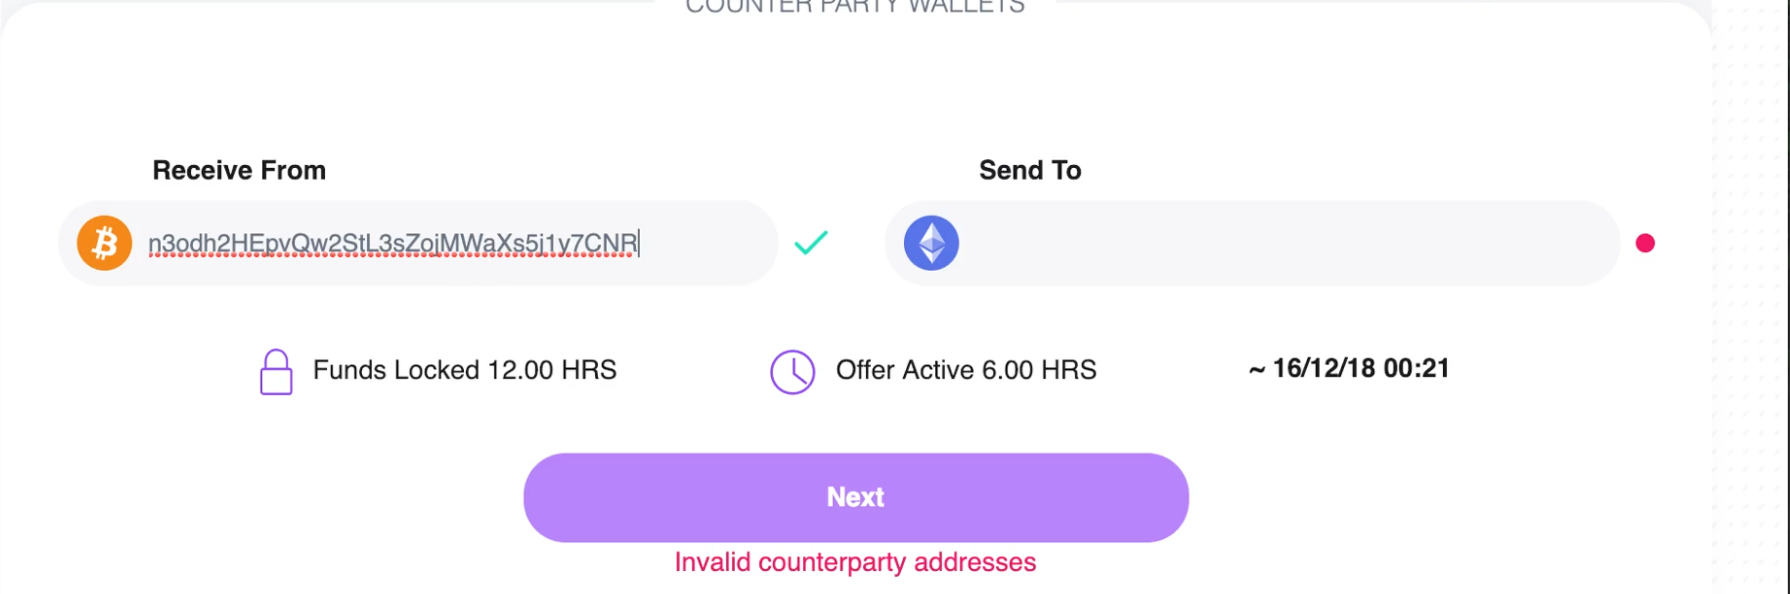 COUNTER PARTY WALLETS
Receive From
Send To
n3odh2HEpvQw2StL3sZojMWaXs5j1y7CNR
Funds Locked 12.00 HRS
Offer Active 6.00 HRS
~ 16/12/18 00:21
Next
Invalid counterparty addresses